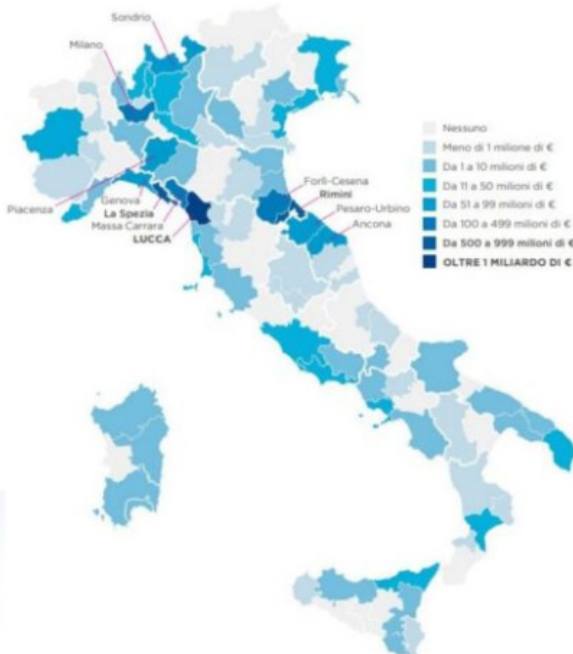 Sondrio
Milano
Piacenza
Genova
La Spezia
Massa Carrara
LUCCA
Forlì-Cesena
Rimini
Pesaro-Urbino
Ancona
Nessuno
Meno di 1 milione di €
Da 1 a 10 milioni di €
Da 11 a 50 milioni di €
Da 51 a 99 milioni di €
Da 100 a 499 milioni di €
Da 500 a 999 milioni di €
OLTRE 1 MILIARDO DI €